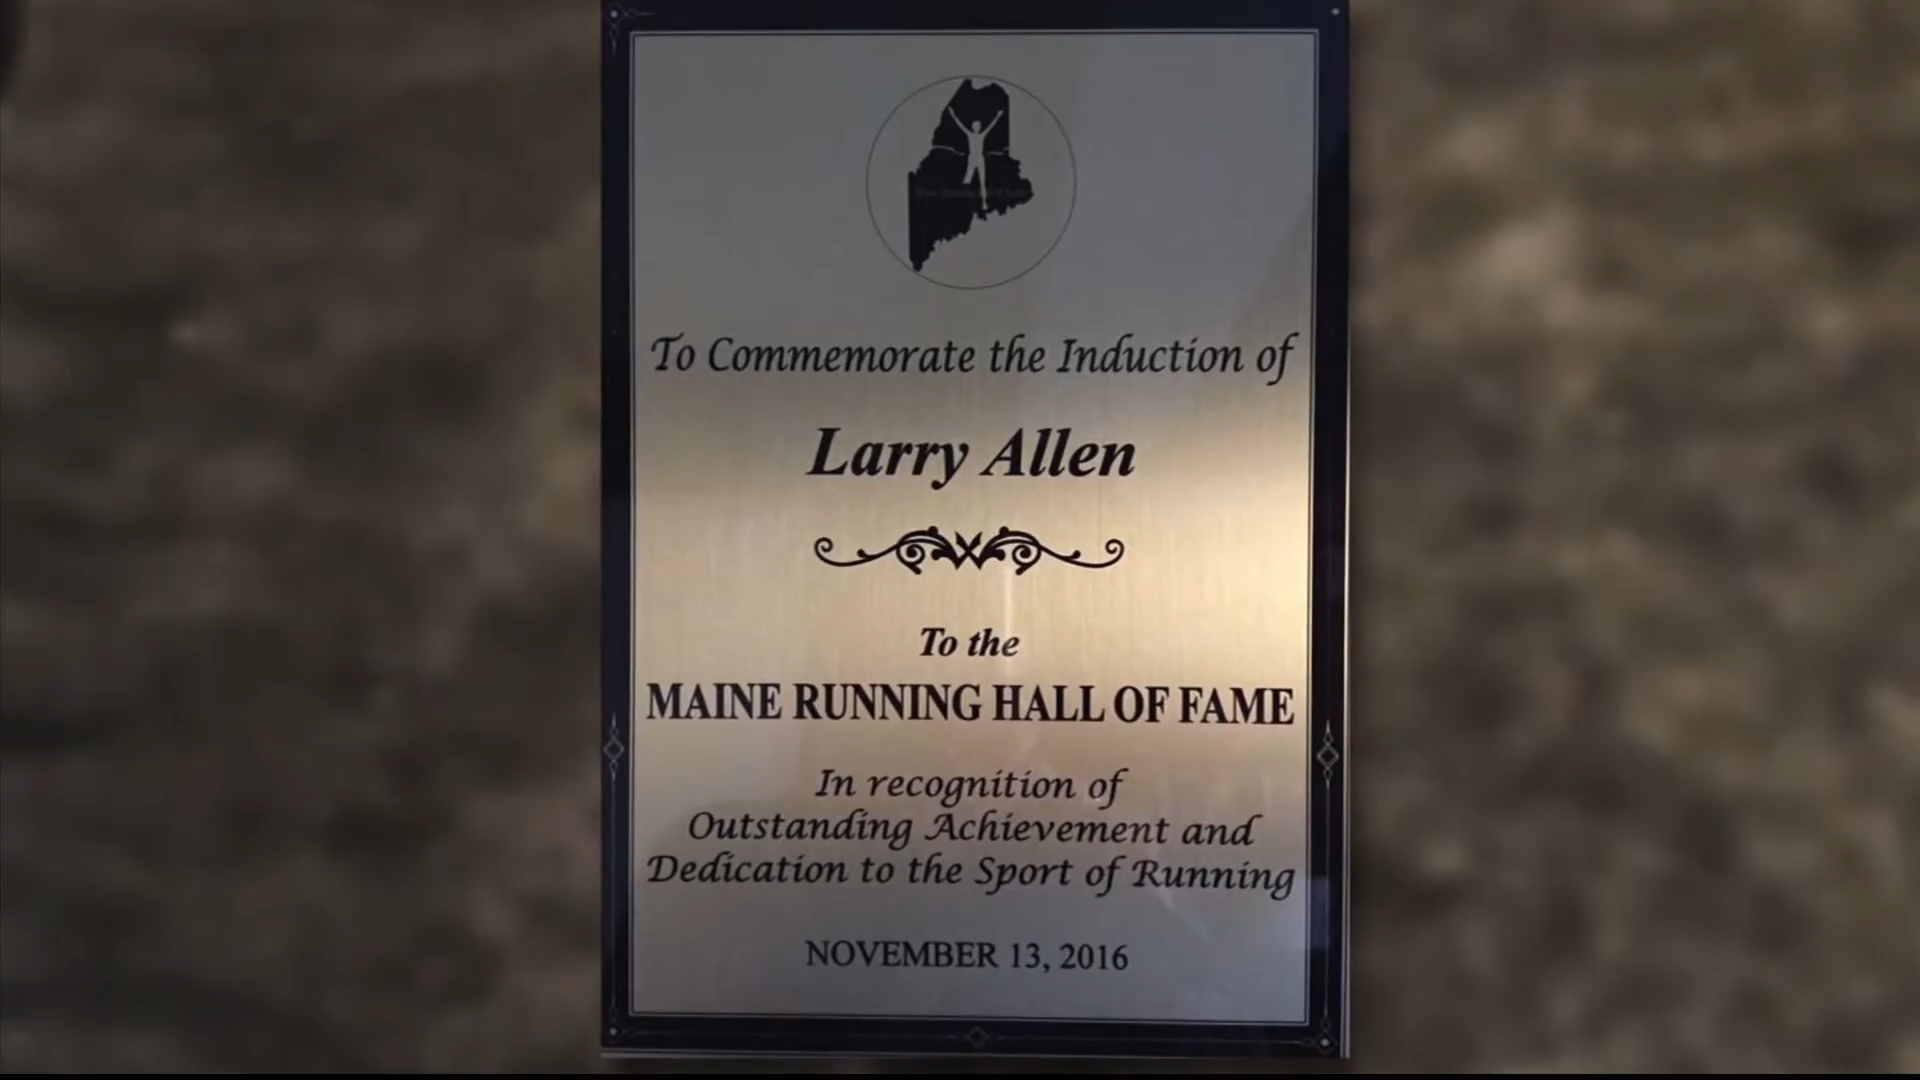 To Commemorate the Induction of
Larry Allen
To the
MAINE RUNNING HALL OF FAME
In recognition of
Outstanding Achievement and
Dedication to the Sport of Running
NOVEMBER 13, 2016